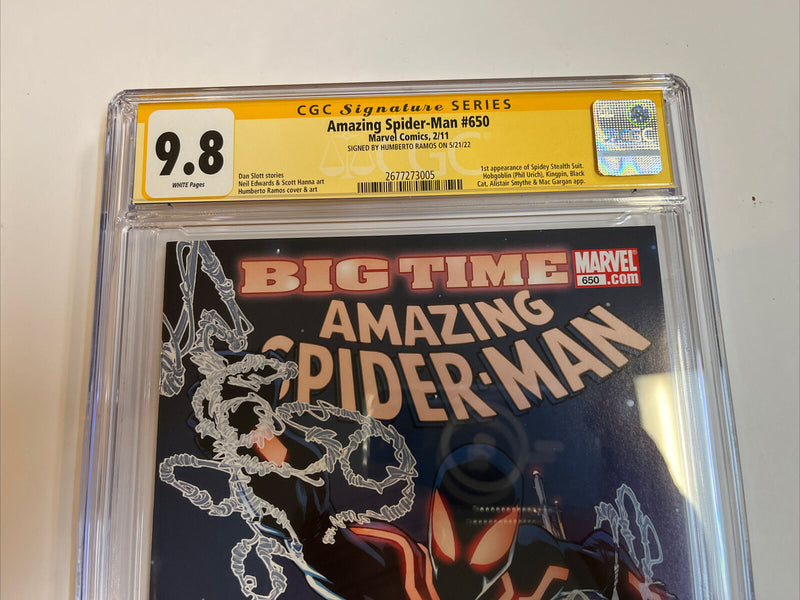 CGC Signature SERIES
Amazing Spider-Man #650
Marvel Comics, 2/11
SIGNED BY HUMBERTO RAMOS ON 5/21/22
9.8
WHITE Pages
Dan Slott stories
Neil Edwards & Scott Hanna art
Humberto Ramos cover & art
2677273005
1st appearance of Spidey Stealth Suit.
Hobgoblin (Phil Urich), Kingpin, Black
Cat, Alistair Smythe & Mac Gargan app.
CGC
CGC
BIG TIME
MARVEL
650 .com
AMAZING
SPIDER-MAN